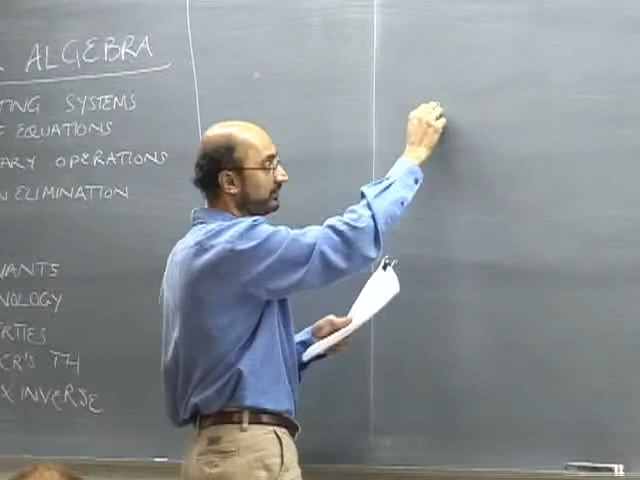 ALGEBRA
TING SYSTEMS
F EQUATIONS
ARY OPERATIONS
N ELIMINATION
NANTS
NOLOGY
RTIES
ER'S TH
X INVERSE